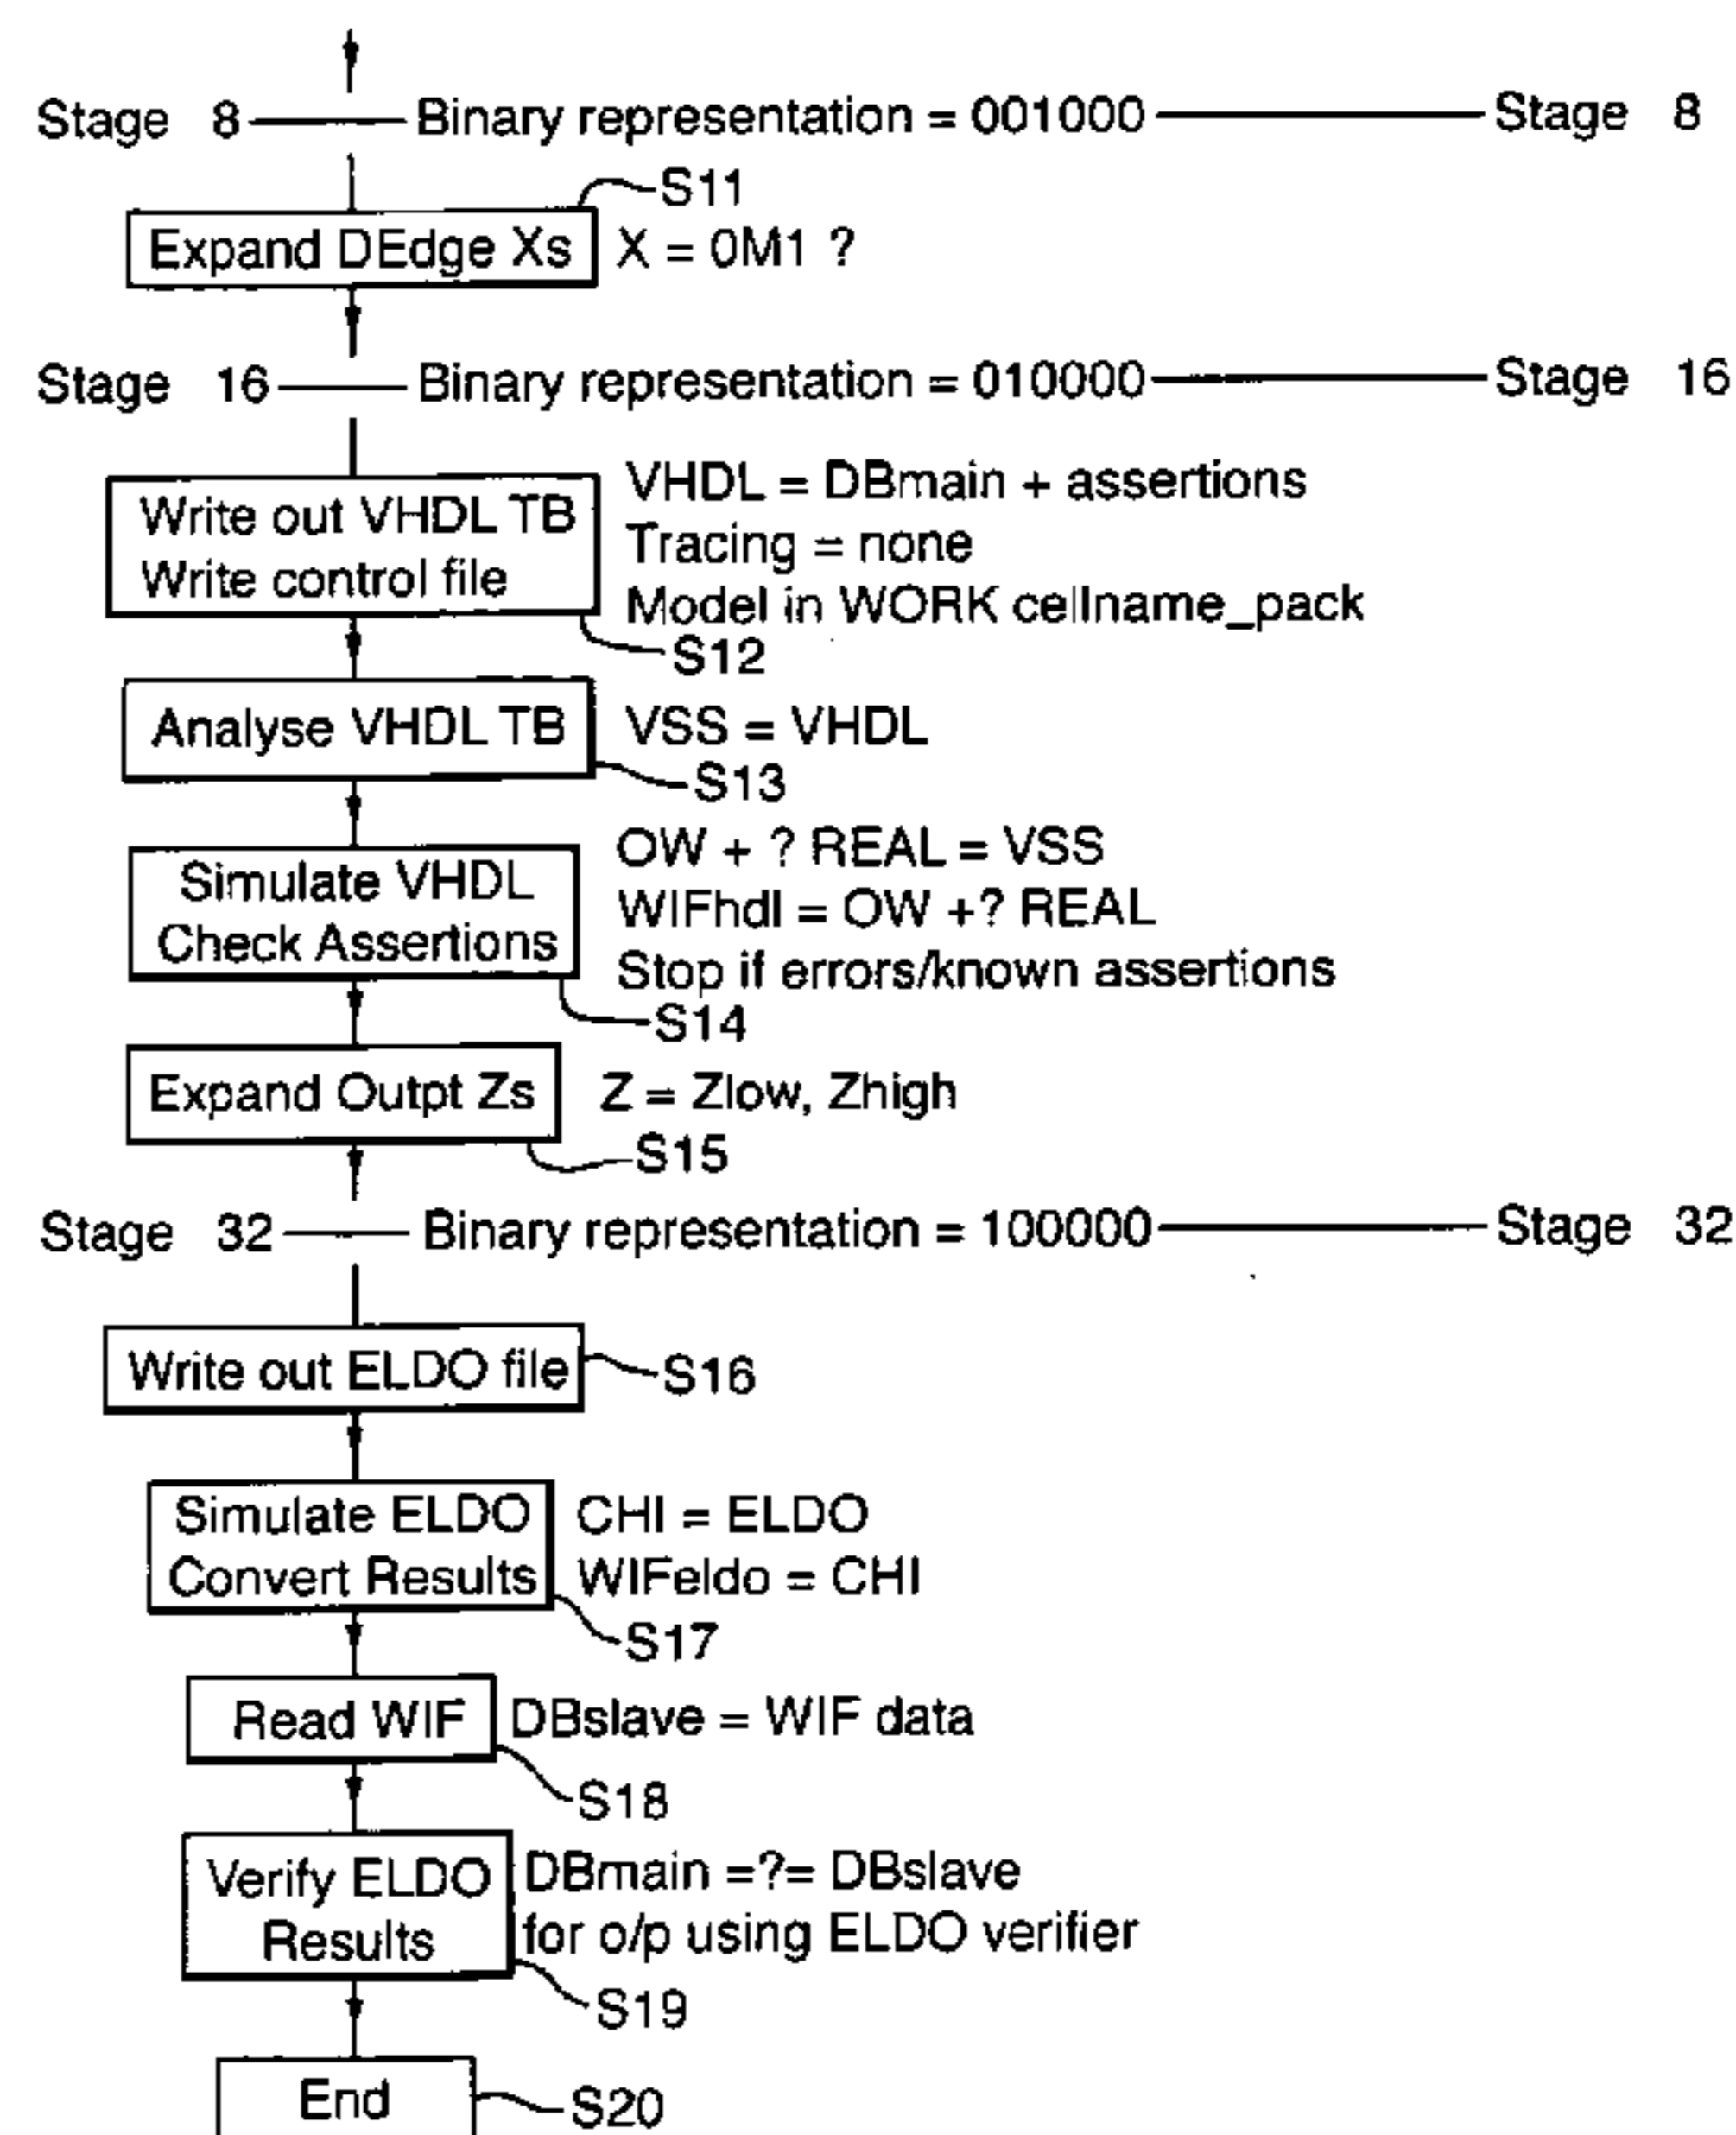 Stage 8 Binary representation = 001000 Stage 8
S11
Expand DEdge Xs X = 0M1 ?
Stage 16 Binary representation = 010000 Stage 16
Write out VHDL TB
Write control file
VHDL = DBmain + assertions
Tracing = none
Model in WORK cellname_pack
S12
Analyse VHDL TB VSS = VHDL
S13
Simulate VHDL
Check Assertions
OW + ? REAL = VSS
WIFhdl = OW +? REAL
Stop if errors/known assertions
S14
Expand Outpt Zs Z = Zlow, Zhigh
S15
Stage 32 Binary representation = 100000 Stage 32
Write out ELDO file S16
Simulate ELDO CHI = ELDO
Convert Results WIFeldo = CHI
S17
Read WIF DBslave = WIF data
S18
Verify ELDO DBmain =?= DBslave
Results for o/p using ELDO verifier
S19
End S20